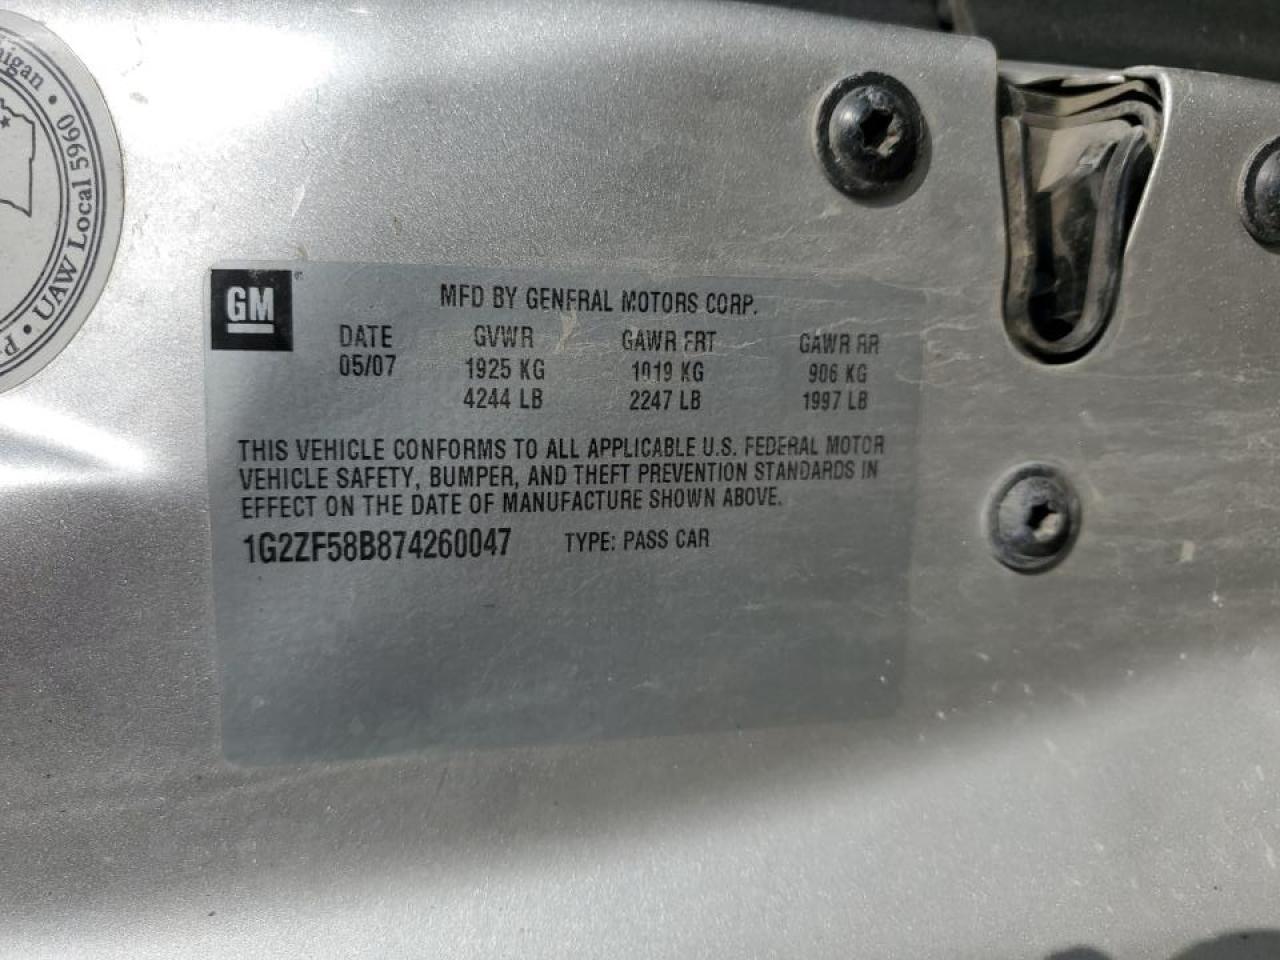 higan • UAW Local 5960 • P
GM
MFD BY GENERAL MOTORS CORP.
DATE GVWR GAWR FRT GAWR RR
05/07 1925 KG 1019 KG 906 KG
4244 LB 2247 LB 1997 LB
THIS VEHICLE CONFORMS TO ALL APPLICABLE U.S. FEDERAL MOTOR
VEHICLE SAFETY, BUMPER, AND THEFT PREVENTION STANDARDS IN
EFFECT ON THE DATE OF MANUFACTURE SHOWN ABOVE.
1G2ZF58B874260047 TYPE: PASS CAR